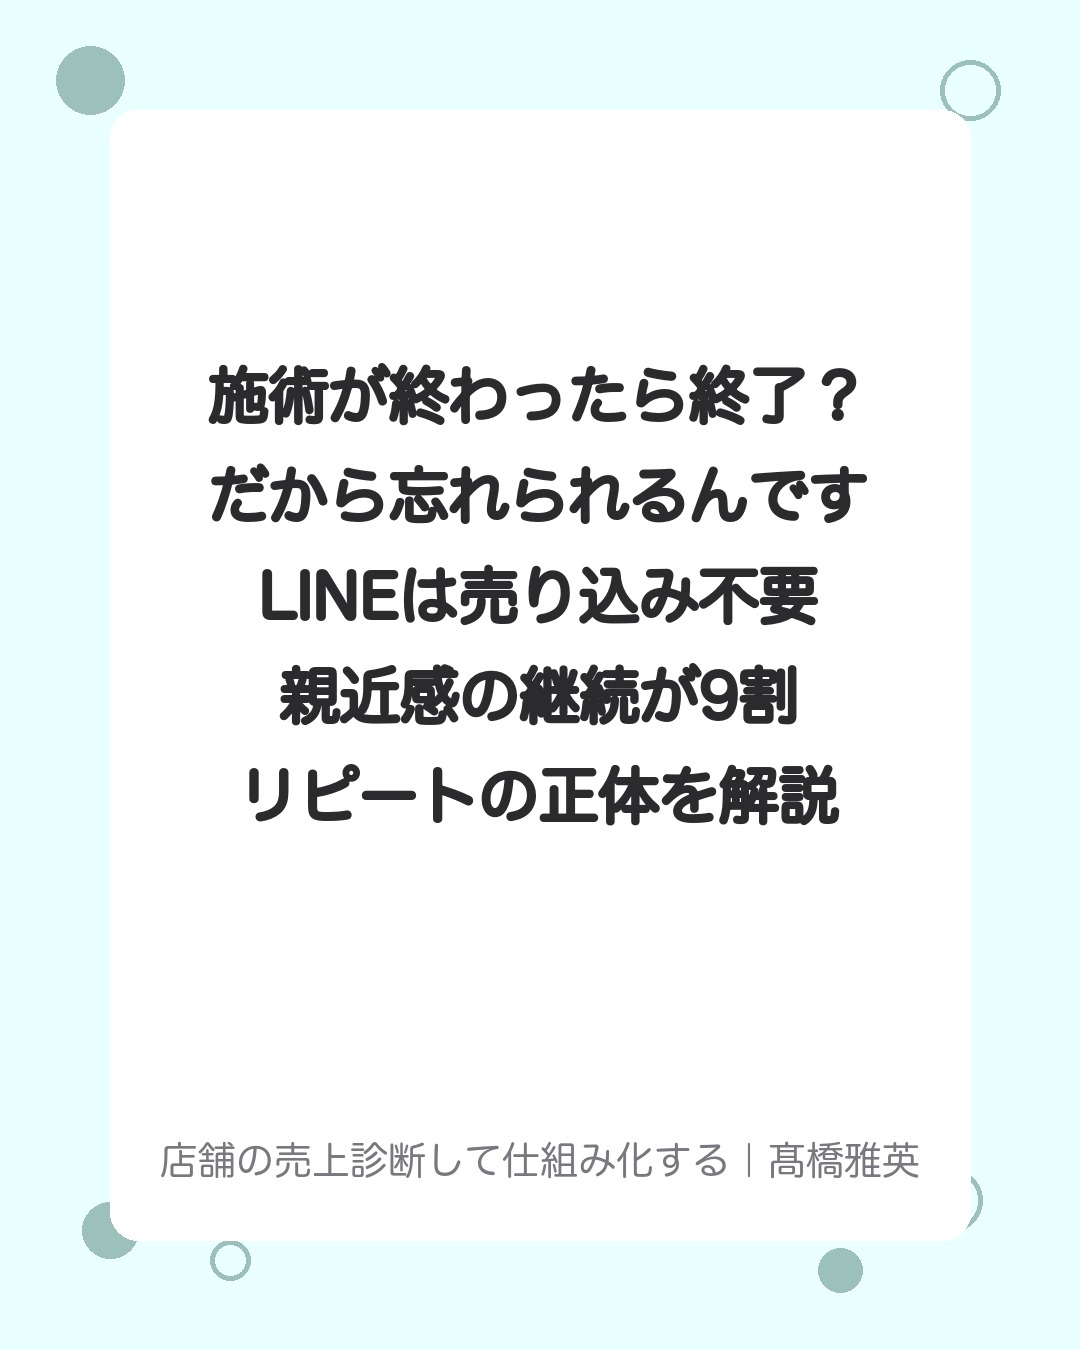 施術が終わったら終了？
だから忘れられるんです
LINEは売り込み不要
親近感の継続が9割
リピートの正体を解説
店舗の売上診断して仕組み化する｜髙橋雅英